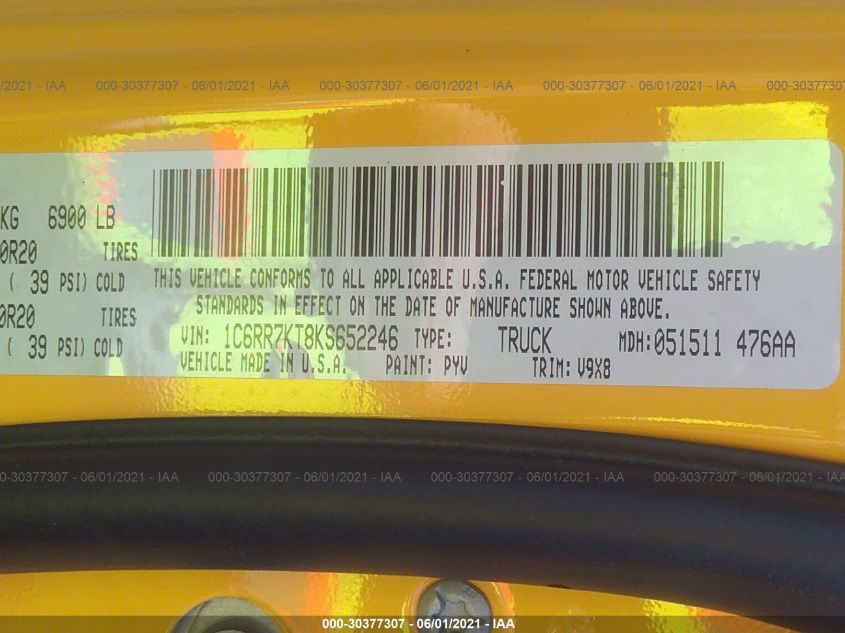 /2021 - IAA 000-30377307 - 06/01/2021 - IAA 000-30377307 - 06/01/2021 - IAA 000-30377307 - 06/01/2021 - IAA 000-303773
KG 6900 LB
0R20 TIRES
( 39 PSI) COLD
0R20 TIRES
( 39 PSI) COLD
THIS VEHICLE CONFORMS TO ALL APPLICABLE U.S.A. FEDERAL MOTOR VEHICLE SAFETY
STANDARDS IN EFFECT ON THE DATE OF MANUFACTURE SHOWN ABOVE.
VIN: 1C6RR7KT8KS652246 TYPE: TRUCK MDH:051511 476AA
VEHICLE MADE IN U.S.A. PAINT: PYV TRIM: V9X8
0-30377307 - 06/01/2021 - IAA 000-30377307 - 06/01/2021 - IAA 000-30377307 - 06/01/2021 - IAA 000-30377307 - 06/01/2021 - IAA
000-30377307 - 06/01/2021 - IAA